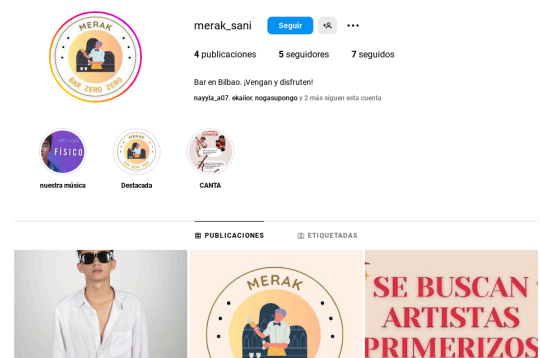 MERAK
BAR ZERO ZERO
merak_sani Seguir
4 publicaciones 5 seguidores 7 seguidos
Bar en Bilbao. ¡Vengan y disfruten!
nayyla_a07, ekaiior, nogasupongo y 2 más siguen esta cuenta
FÍSICO
MERAK
nuestra música Destacada CANTA
PUBLICACIONES ETIQUETADAS
MERAK
SE BUSCAN
ARTISTAS
PRIMERIZOS